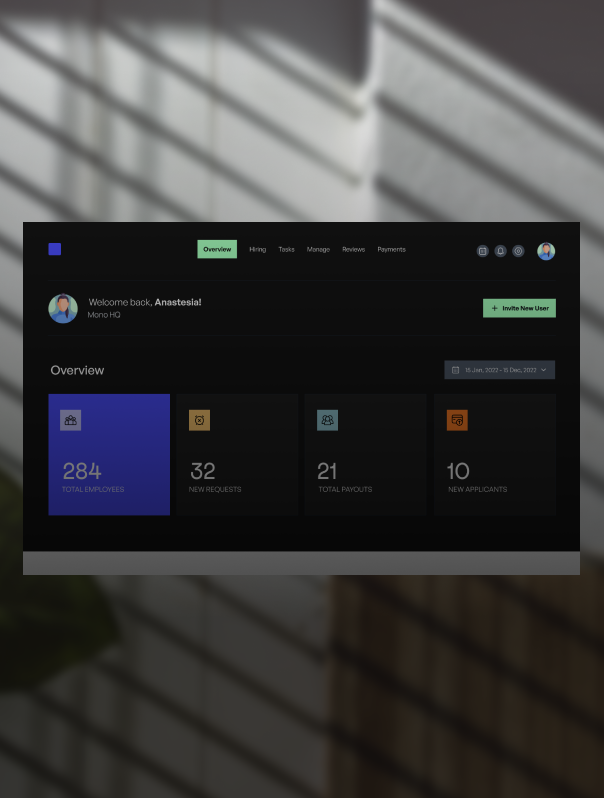 Overview Hiring Tasks Manage Reviews Payments
Welcome back, Anastesia!
Mono HQ
+ Invite New User
Overview
15 Jan, 2022 - 15 Dec, 2022
284
TOTAL EMPLOYEES
32
NEW REQUESTS
21
TOTAL PAYOUTS
10
NEW APPLICANTS